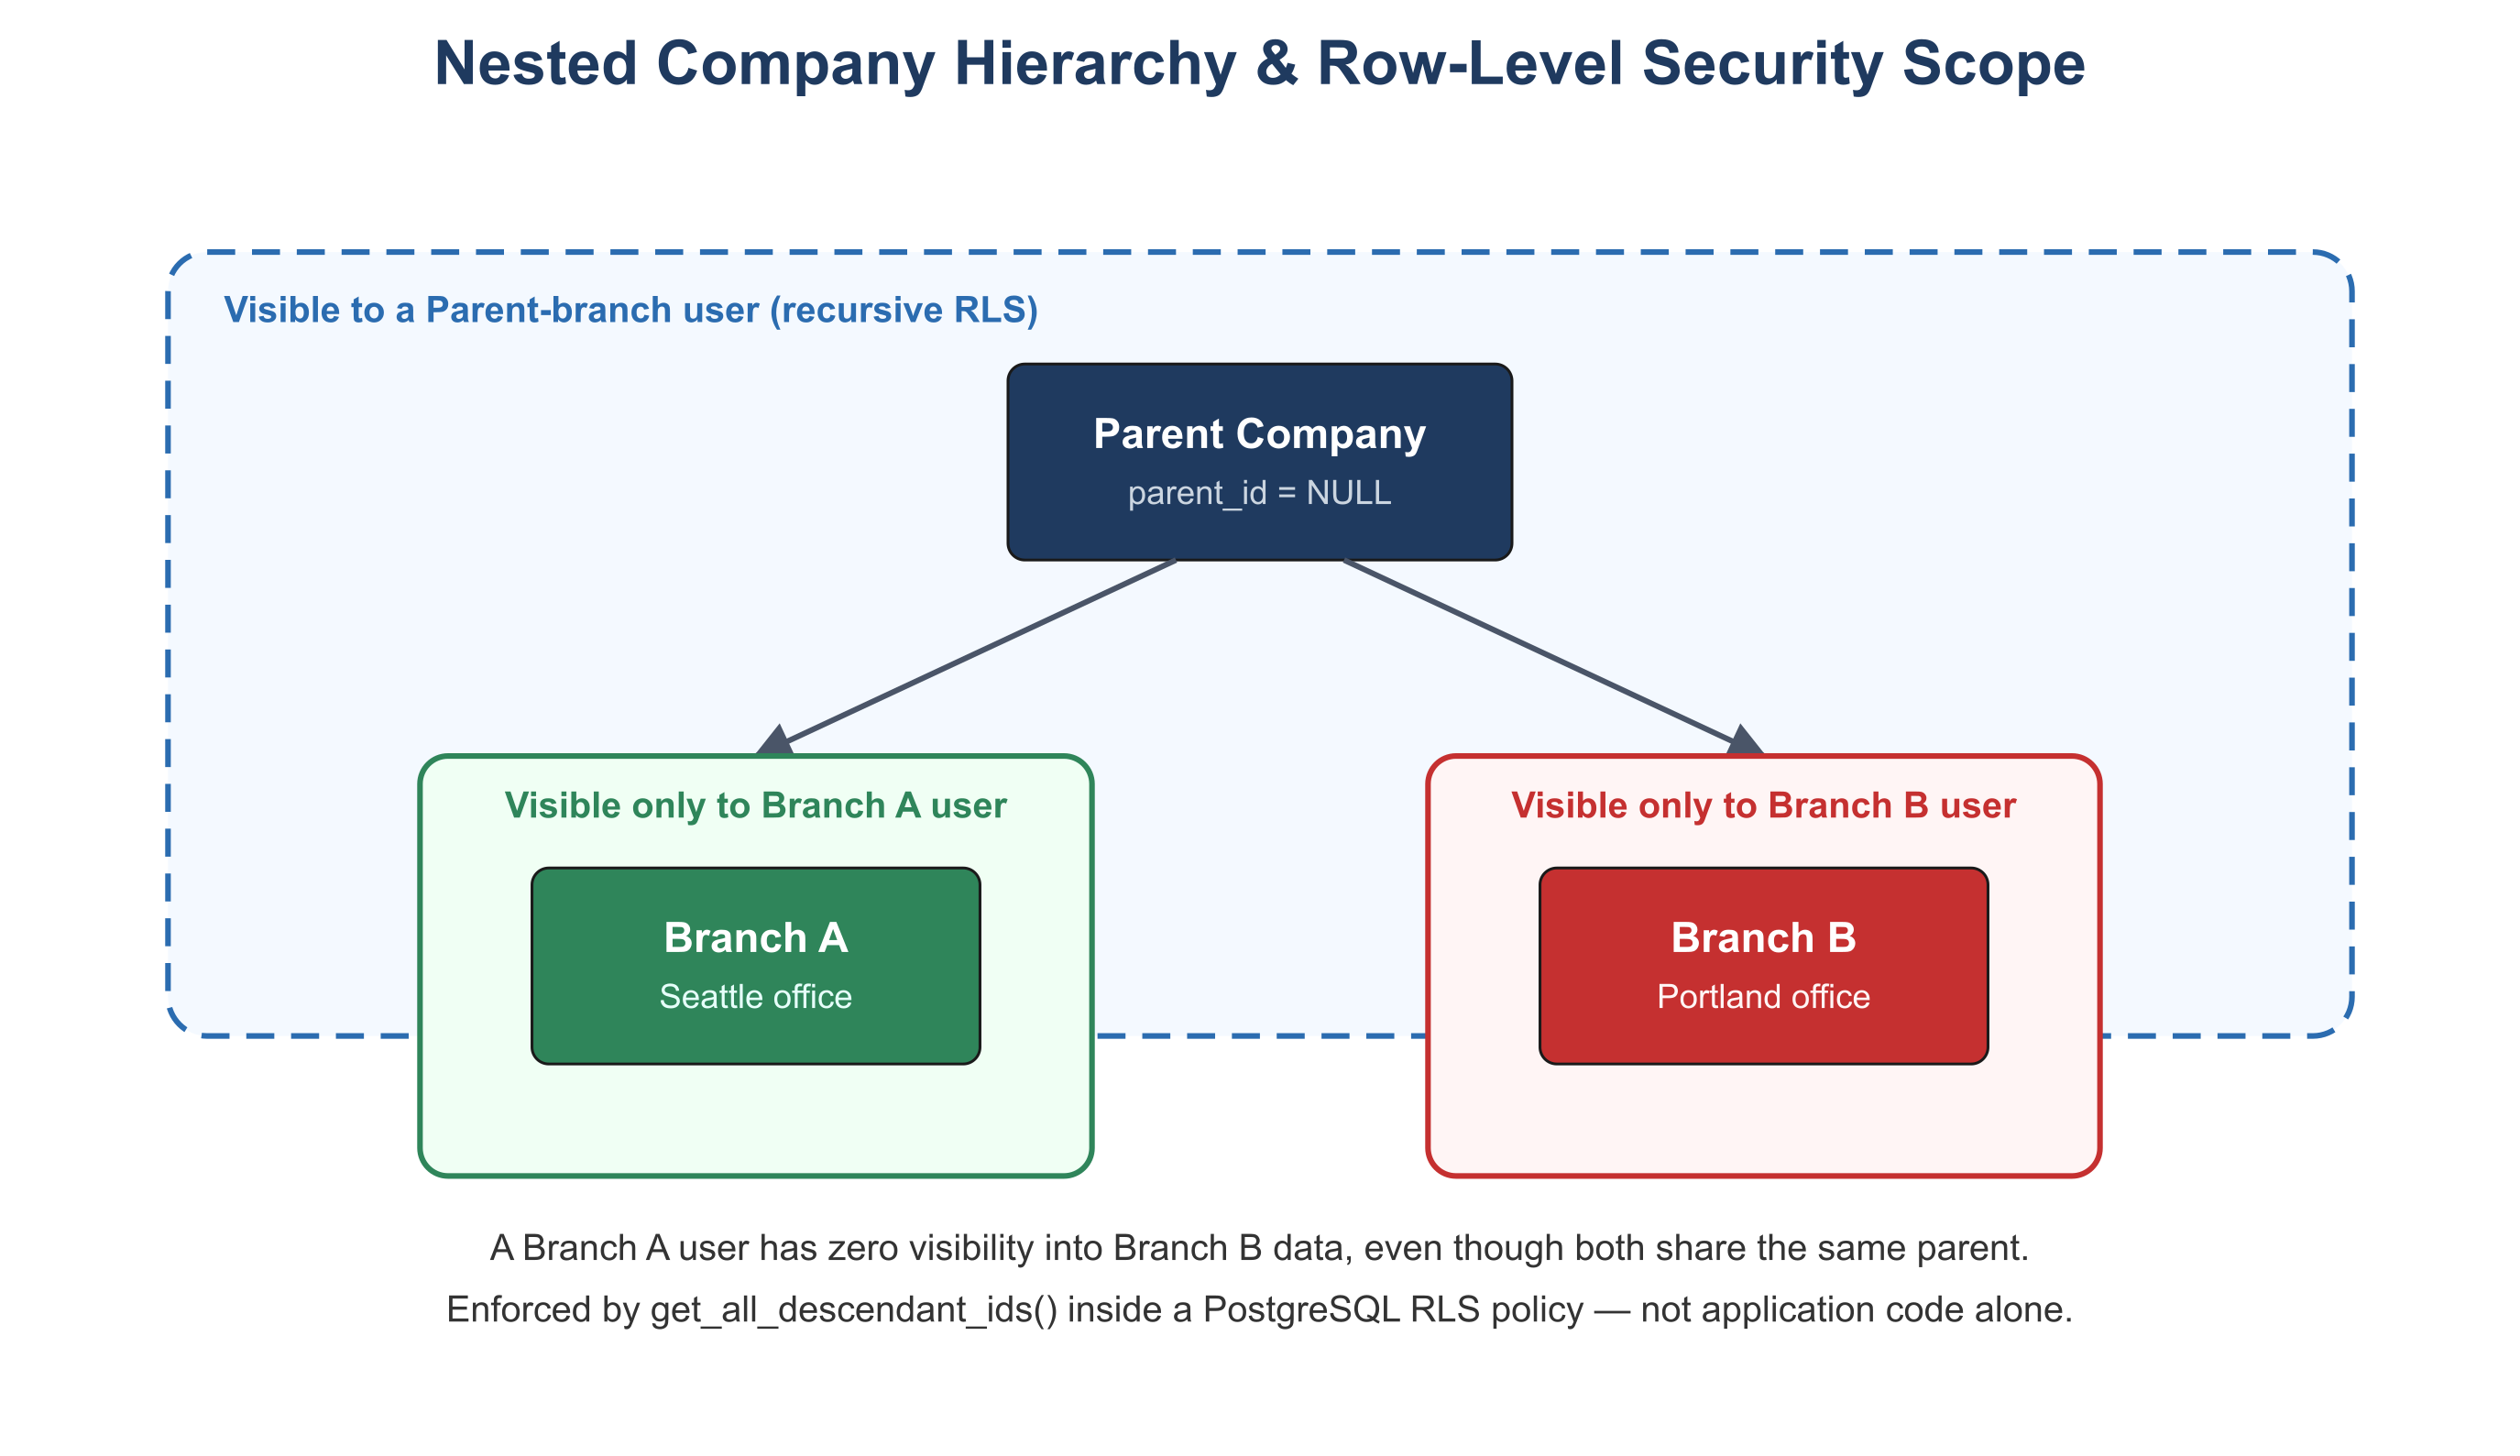 Nested Company Hierarchy & Row-Level Security Scope
Visible to a Parent-branch user (recursive RLS)
Parent Company
parent_id = NULL
Visible only to Branch A user
Branch A
Seattle office
Visible only to Branch B user
Branch B
Portland office
A Branch A user has zero visibility into Branch B data, even though both share the same parent.
Enforced by get_all_descendant_ids() inside a PostgreSQL RLS policy — not application code alone.